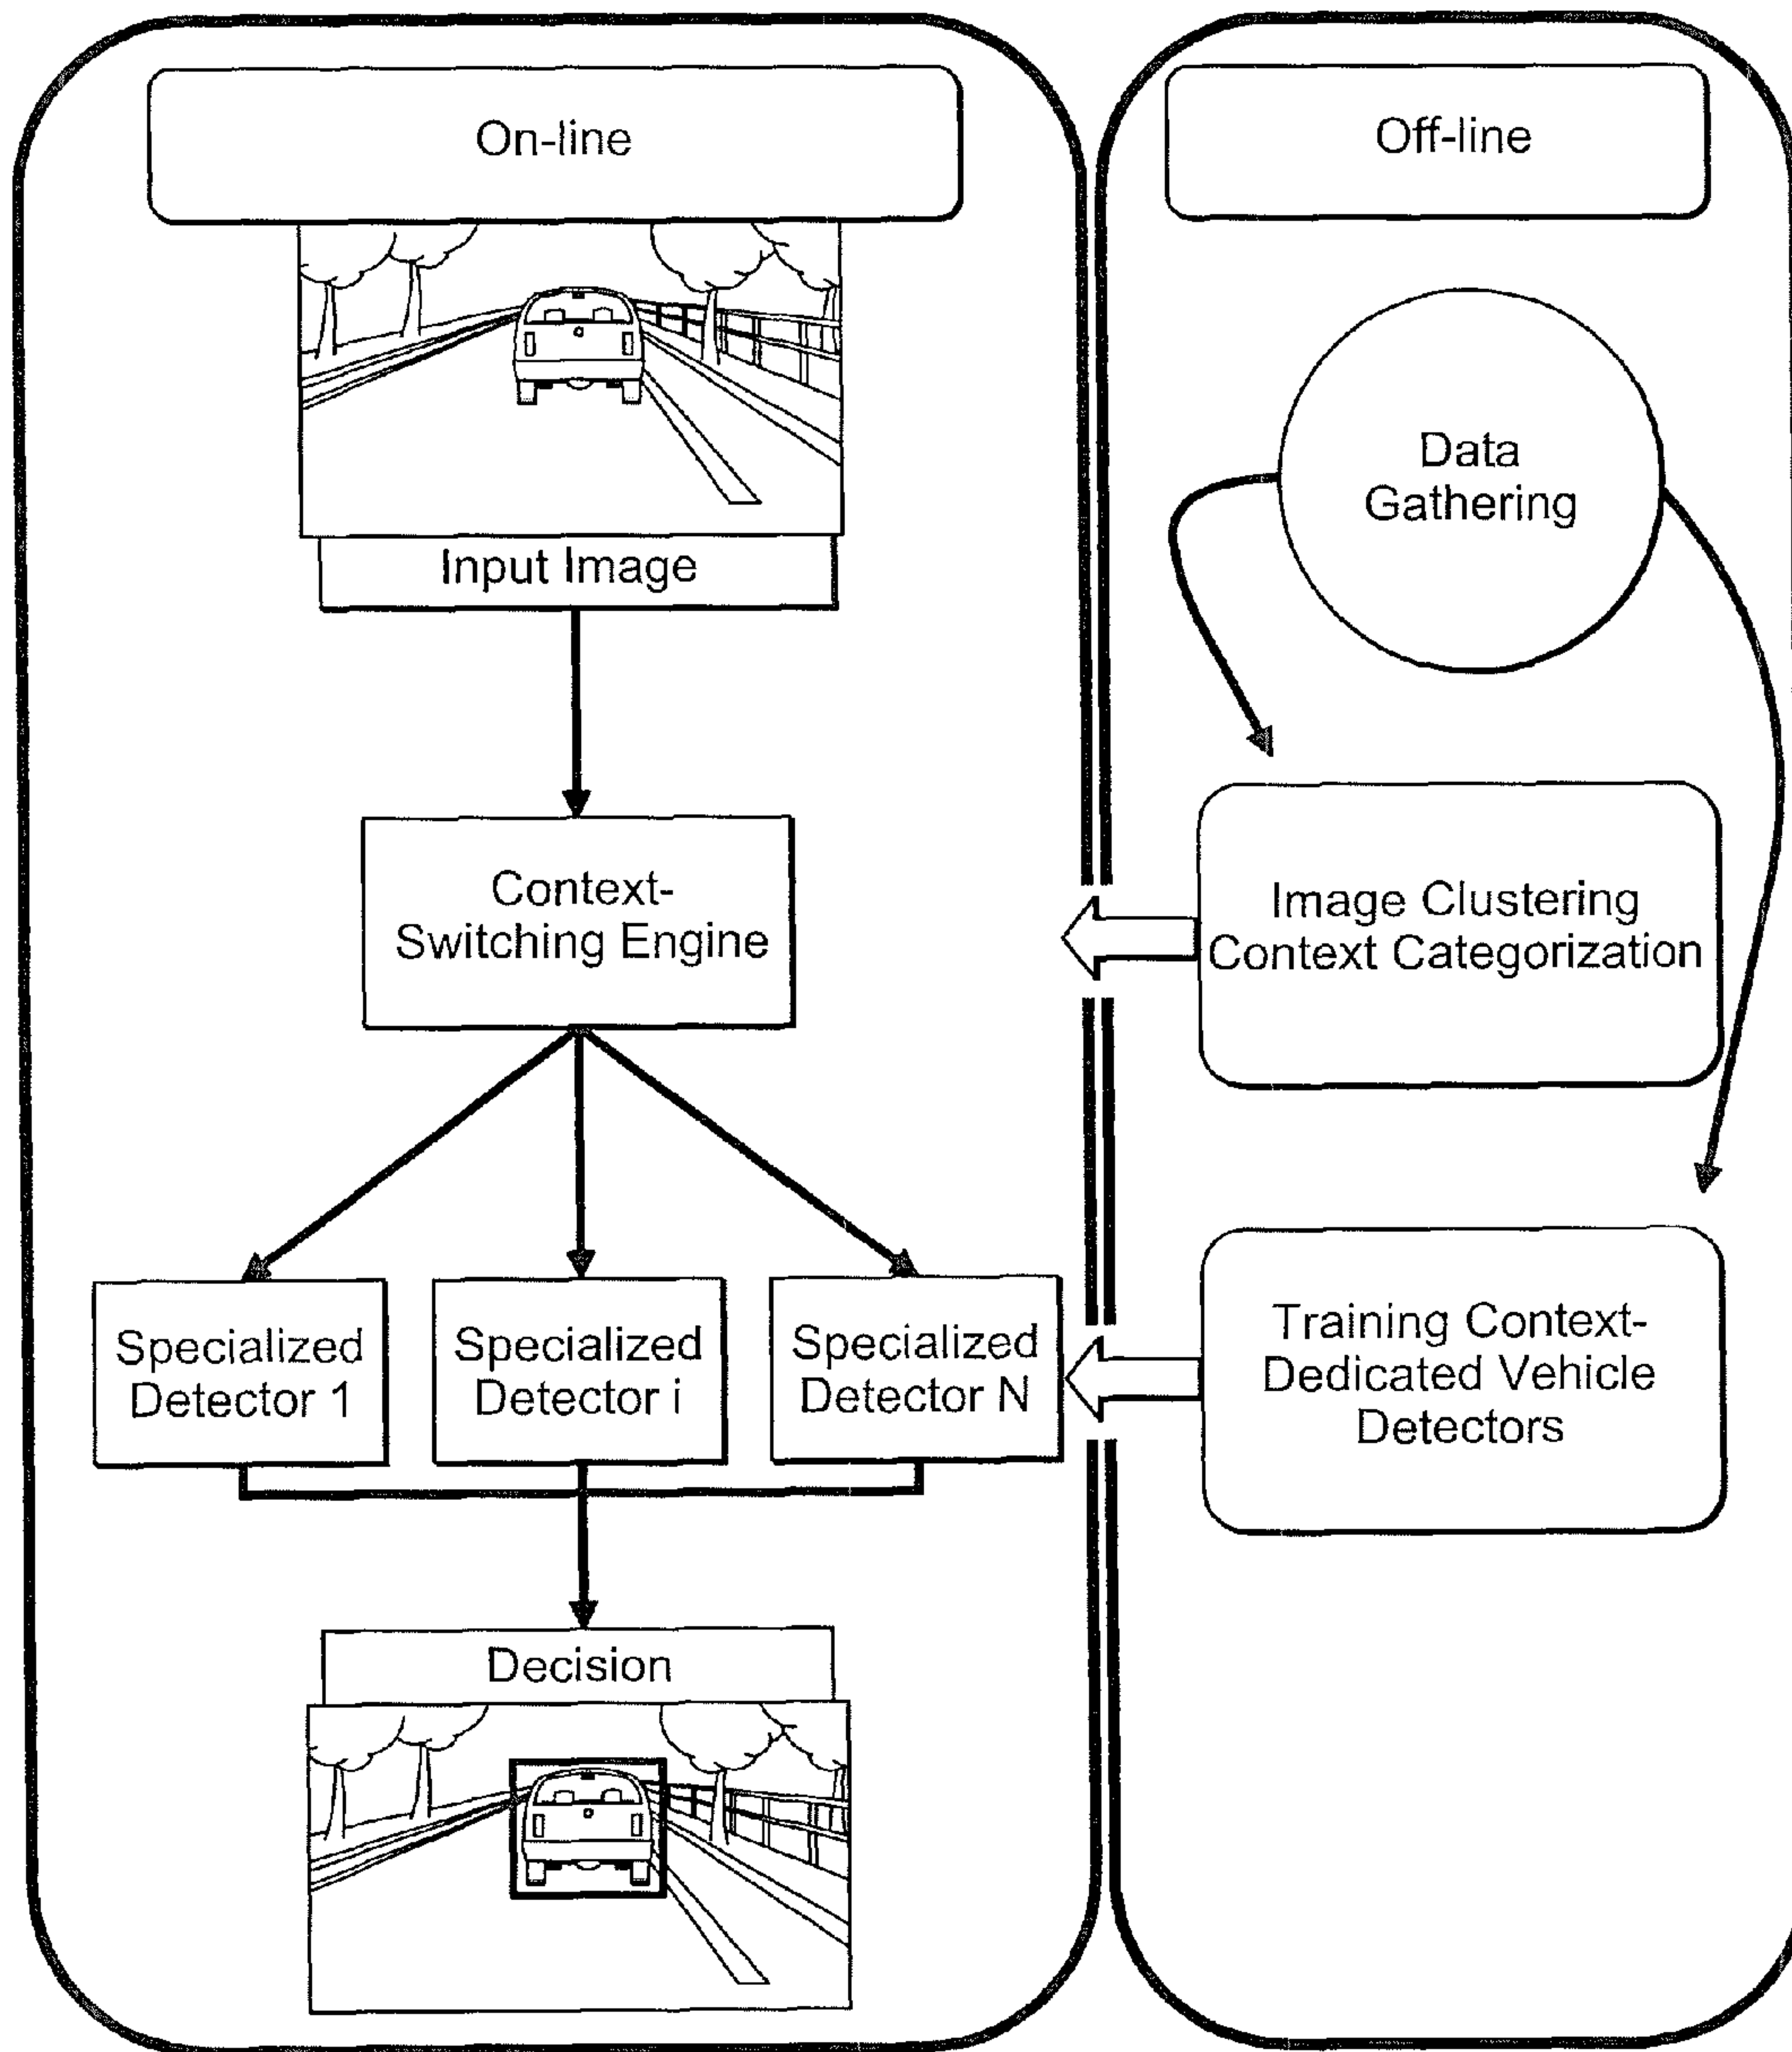 On-line
Input Image
Context-
Switching Engine
Specialized
Detector 1
Specialized
Detector i
Specialized
Detector N
Decision
Off-line
Data
Gathering
Image Clustering
Context Categorization
Training Context-
Dedicated Vehicle
Detectors